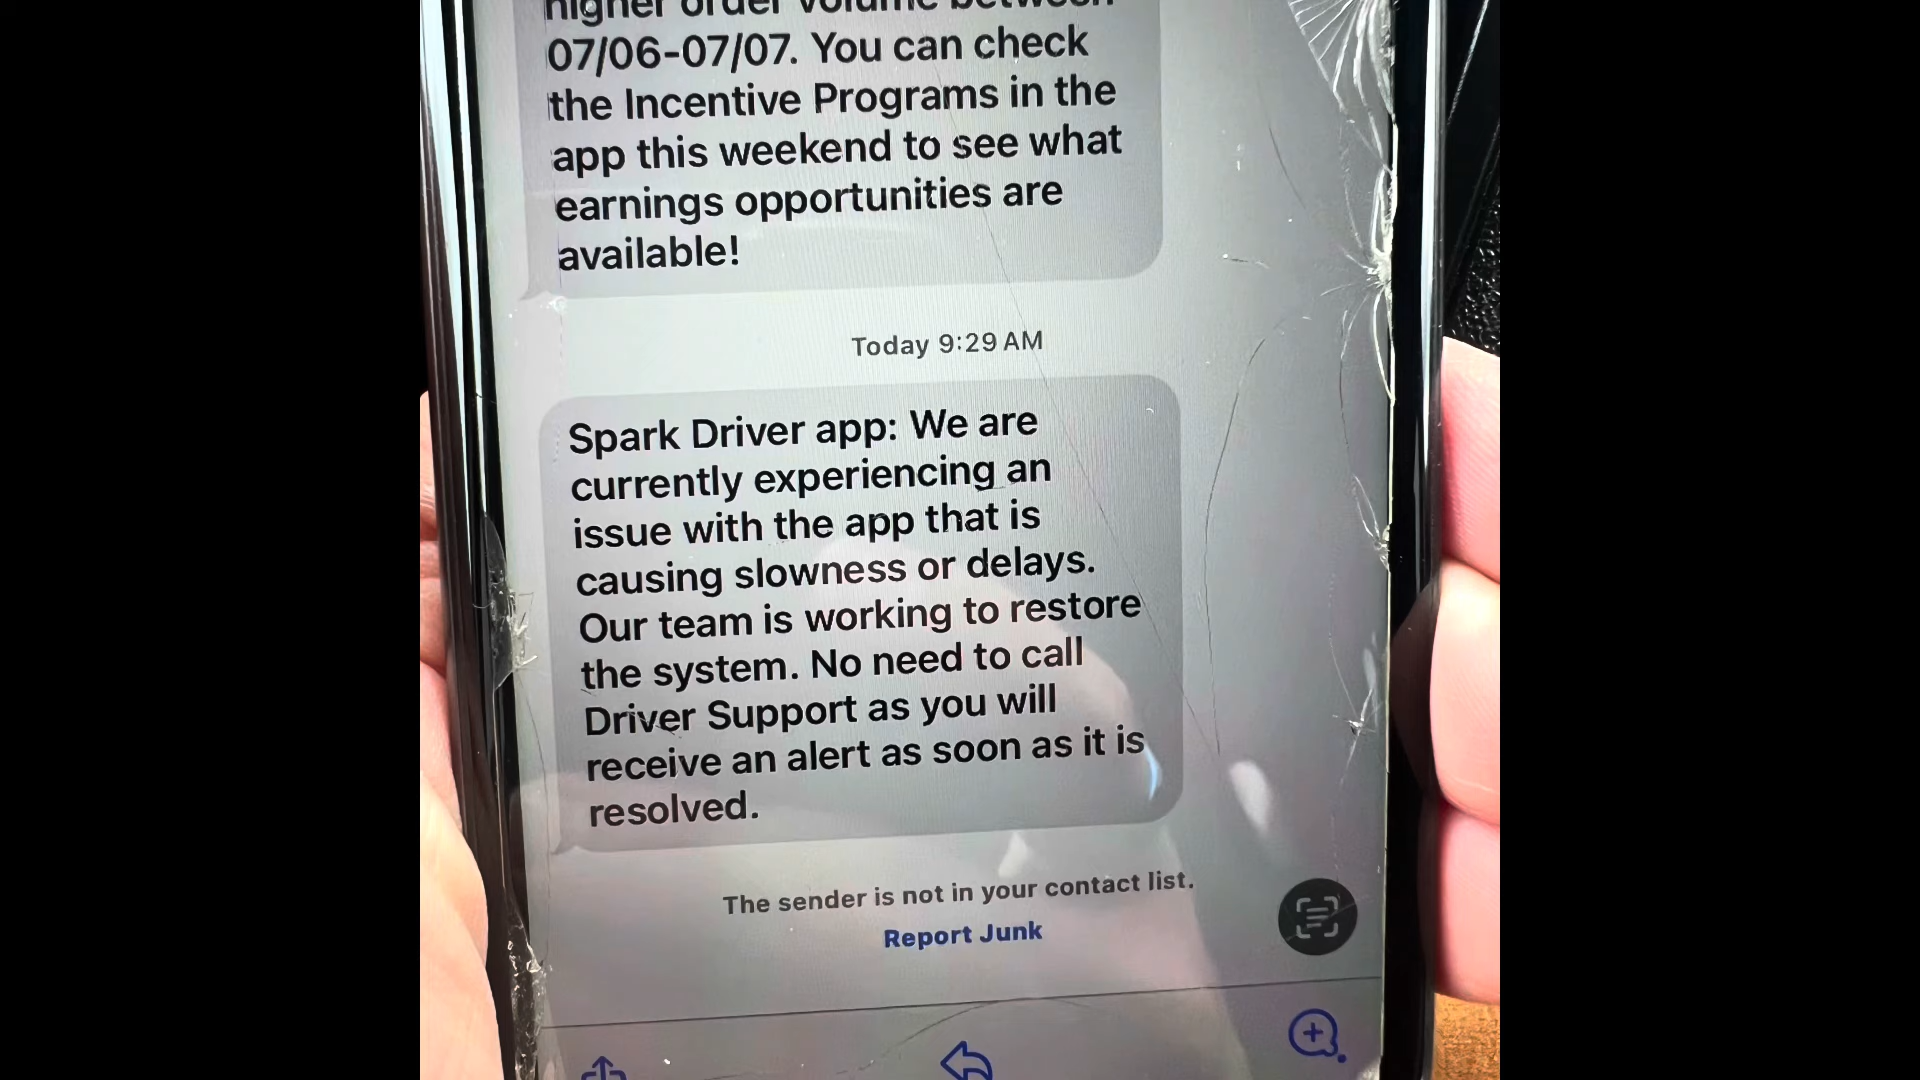 higher order volume between
07/06-07/07. You can check
the Incentive Programs in the
app this weekend to see what
earnings opportunities are
available!
Today 9:29 AM
Spark Driver app: We are
currently experiencing an
issue with the app that is
causing slowness or delays.
Our team is working to restore
the system. No need to call
Driver Support as you will
receive an alert as soon as it is
resolved.
The sender is not in your contact list.
Report Junk